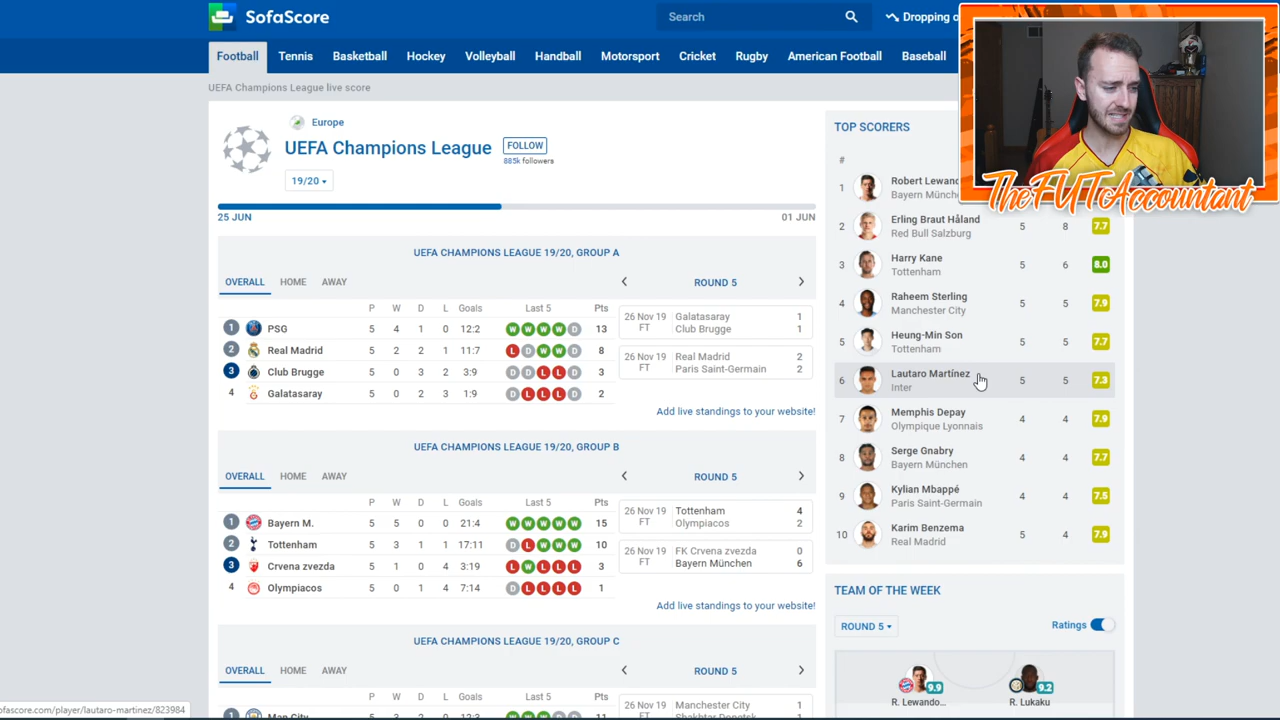 SofaScore
Search
Dropping o
Football Tennis Basketball Hockey Volleyball Handball Motorsport Cricket Rugby American Football Baseball
UEFA Champions League live score
Europe
UEFA Champions League
FOLLOW
885k followers
19/20
25 JUN 01 JUN
UEFA CHAMPIONS LEAGUE 19/20, GROUP A
OVERALL HOME AWAY
ROUND 5
P W D L Goals Last 5 Pts
1 PSG 5 4 1 0 12:2 W W W W D 13
2 Real Madrid 5 2 2 1 11:7 L D W W D 8
3 Club Brugge 5 0 3 2 3:9 D D L L D 3
4 Galatasaray 5 0 2 3 1:9 D L L L D 2
26 Nov 19 Galatasaray 1
FT Club Brugge 1
26 Nov 19 Real Madrid 2
FT Paris Saint-Germain 2
Add live standings to your website!
UEFA CHAMPIONS LEAGUE 19/20, GROUP B
OVERALL HOME AWAY
ROUND 5
P W D L Goals Last 5 Pts
1 Bayern M. 5 5 0 0 21:4 W W W W W 15
2 Tottenham 5 3 1 1 17:11 D L W W W 10
3 Crvena zvezda 5 1 0 4 3:19 L W L L L 3
4 Olympiacos 5 0 1 4 7:14 D L L L L 1
26 Nov 19 Tottenham 4
FT Olympiacos 2
26 Nov 19 FK Crvena zvezda 0
FT Bayern München 6
Add live standings to your website!
UEFA CHAMPIONS LEAGUE 19/20, GROUP C
OVERALL HOME AWAY
ROUND 5
P W D L Goals Last 5 Pts
1 Man City 5 3 2 0 12:3 11
Manchester City 1
Shakhtar Donetsk 1
TOP SCORERS
#
1 Robert Lewand
Bayern Münch
2 Erling Braut Håland 5 8 7.7
Red Bull Salzburg
3 Harry Kane 5 6 8.0
Tottenham
4 Raheem Sterling 5 5 7.9
Manchester City
5 Heung-Min Son 5 5 7.7
Tottenham
6 Lautaro Martínez 5 5 7.3
Inter
7 Memphis Depay 4 4 7.9
Olympique Lyonnais
8 Serge Gnabry 4 4 7.7
Bayern München
9 Kylian Mbappé 4 4 7.5
Paris Saint-Germain
10 Karim Benzema 5 4 7.9
Real Madrid
TEAM OF THE WEEK
ROUND 5 Ratings
9.9 9.2
R. Lewando... R. Lukaku
TheFUTAccountant
ofascore.com/player/lautaro-martinez/823984